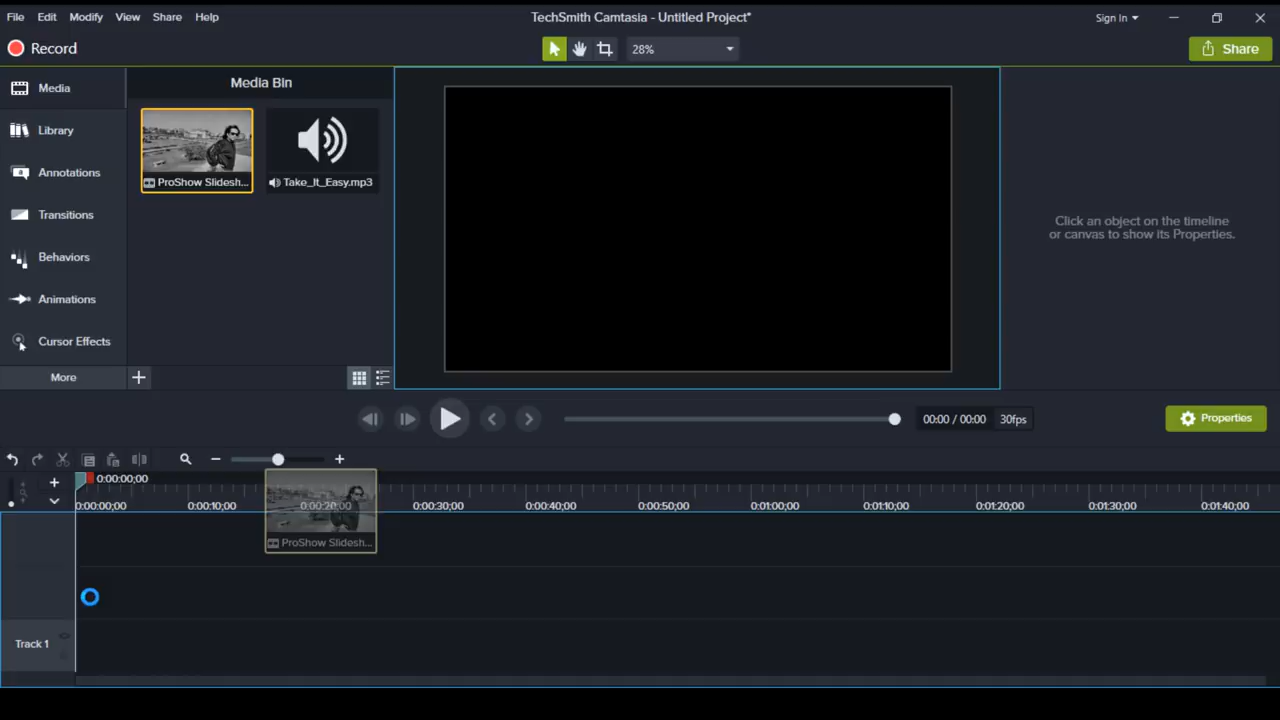 File Edit Modify View Share Help
TechSmith Camtasia - Untitled Project*
Sign In
Record
28%
Share
Media
Library
Annotations
Transitions
Behaviors
Animations
Cursor Effects
More
Media Bin
ProShow Slidesh...
Take_It_Easy.mp3
Click an object on the timeline
or canvas to show its Properties.
00:00 / 00:00 30fps
Properties
0:00:00;00
0:00:00;00 0:00:10;00 0:00:20;00 0:00:30;00 0:00:40;00 0:00:50;00 0:01:00;00 0:01:10;00 0:01:20;00 0:01:30;00 0:01:40;00
ProShow Slidesh...
Track 1